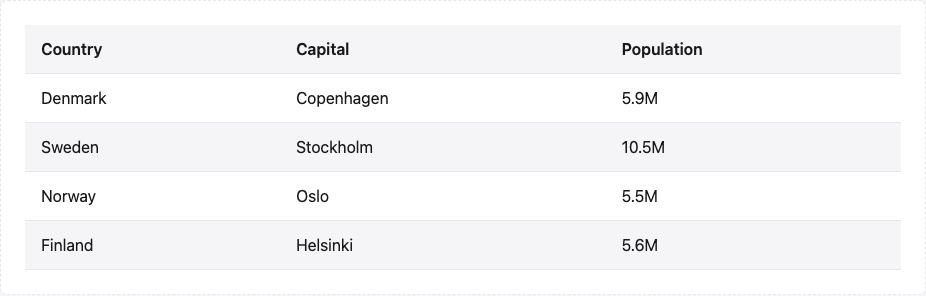 Country Capital Population
Denmark Copenhagen 5.9M
Sweden Stockholm 10.5M
Norway Oslo 5.5M
Finland Helsinki 5.6M